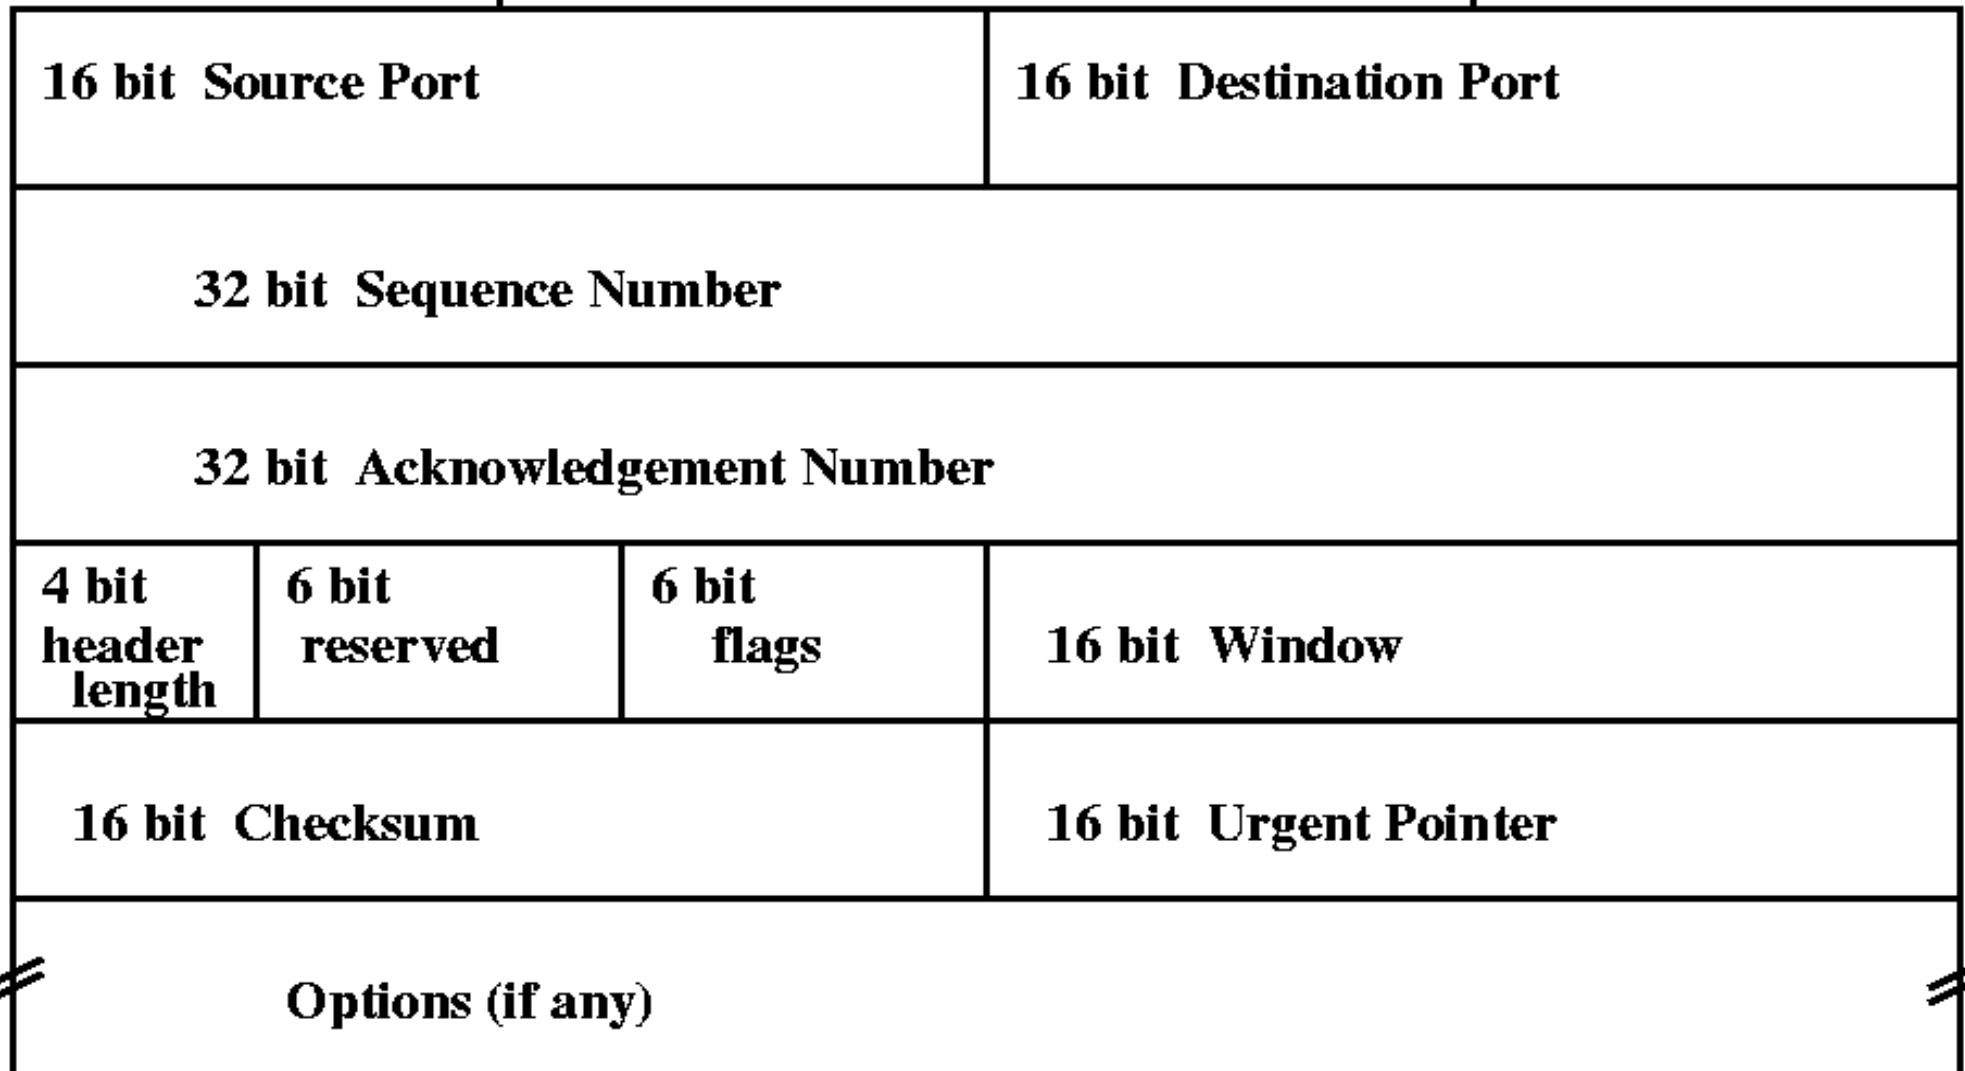 16 bit Source Port
16 bit Destination Port
32 bit Sequence Number
32 bit Acknowledgement Number
4 bit
header
length
6 bit
reserved
6 bit
flags
16 bit Window
16 bit Checksum
16 bit Urgent Pointer
Options (if any)